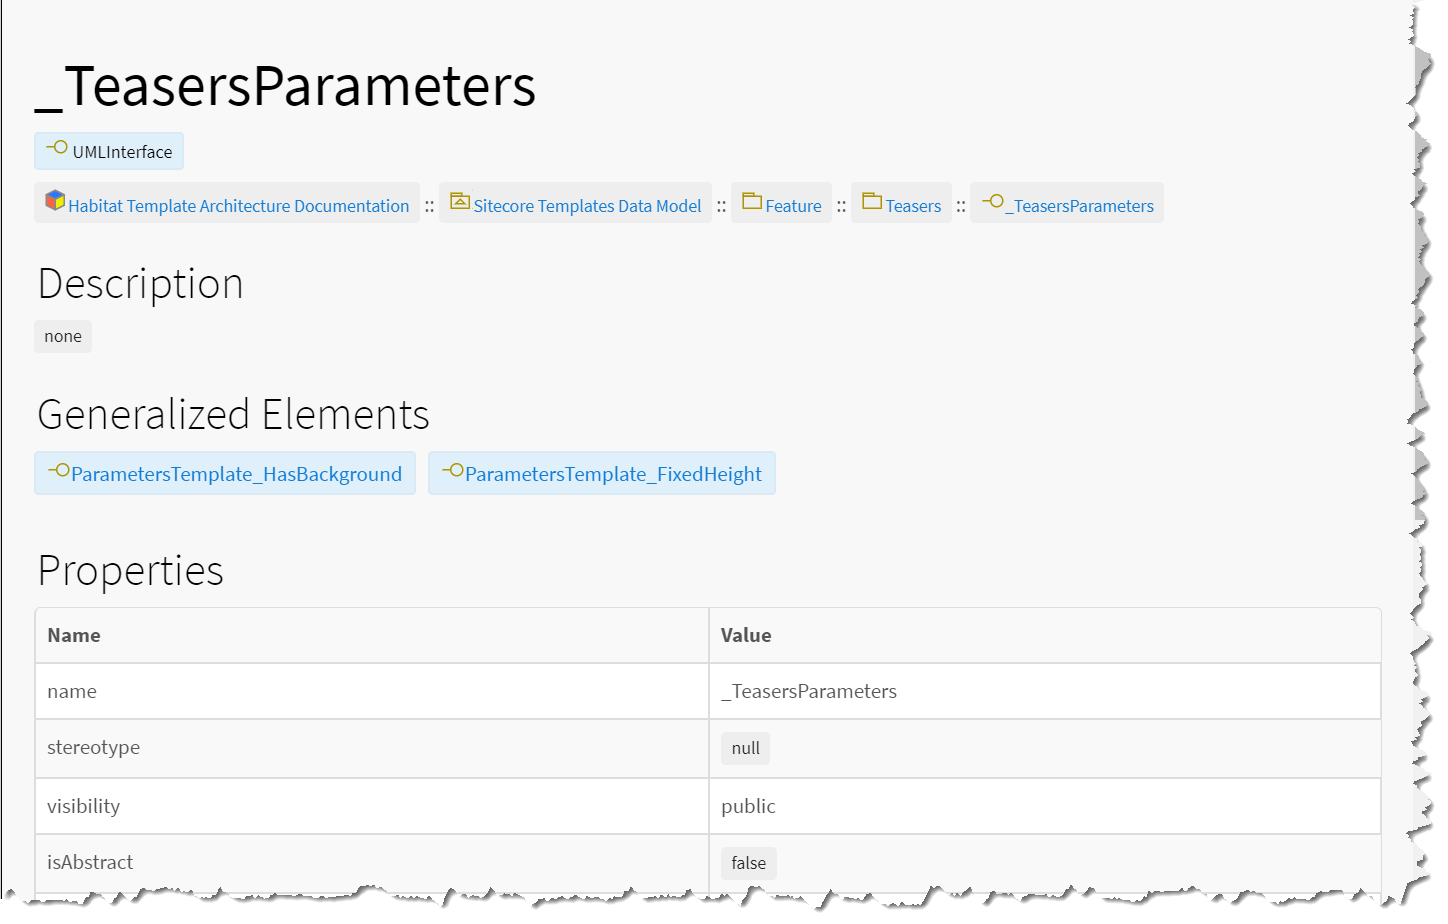 _TeasersParameters
UMLInterface
Habitat Template Architecture Documentation :: Sitecore Templates Data Model :: Feature :: Teasers :: _TeasersParameters
Description
none
Generalized Elements
ParametersTemplate_HasBackground ParametersTemplate_FixedHeight
Properties
Name Value
name _TeasersParameters
stereotype null
visibility public
isAbstract false